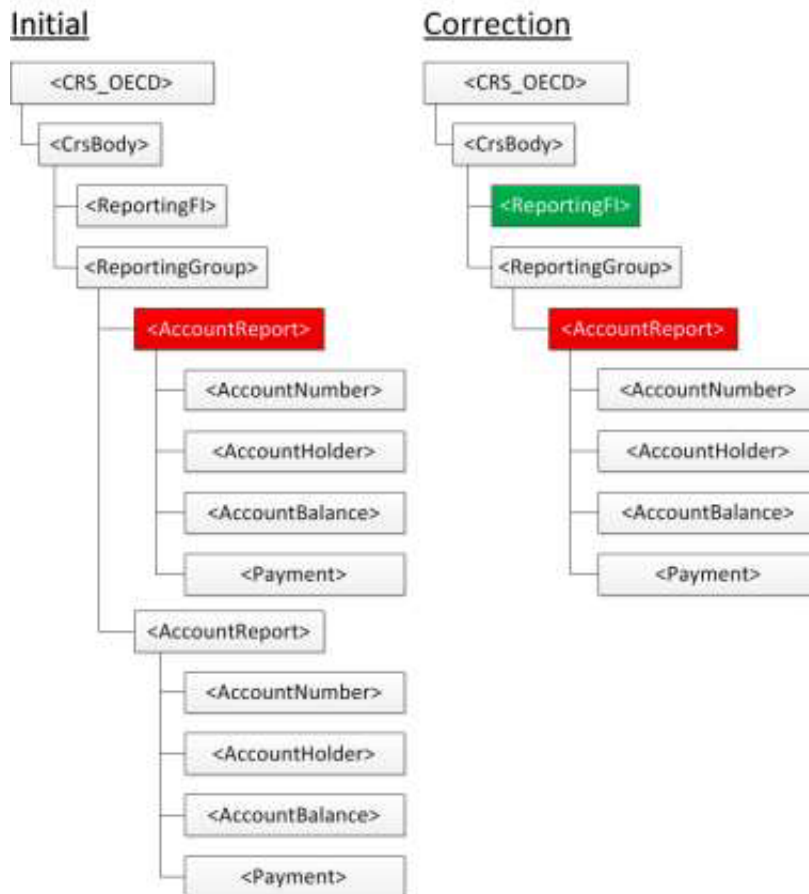 Initial
<CRS_OECD>
<CrsBody>
<ReportingFI>
<ReportingGroup>
<AccountReport>
<AccountNumber>
<AccountHolder>
<AccountBalance>
<Payment>
<AccountReport>
<AccountNumber>
<AccountHolder>
<AccountBalance>
<Payment>
Correction
<CRS_OECD>
<CrsBody>
<ReportingFI>
<ReportingGroup>
<AccountReport>
<AccountNumber>
<AccountHolder>
<AccountBalance>
<Payment>